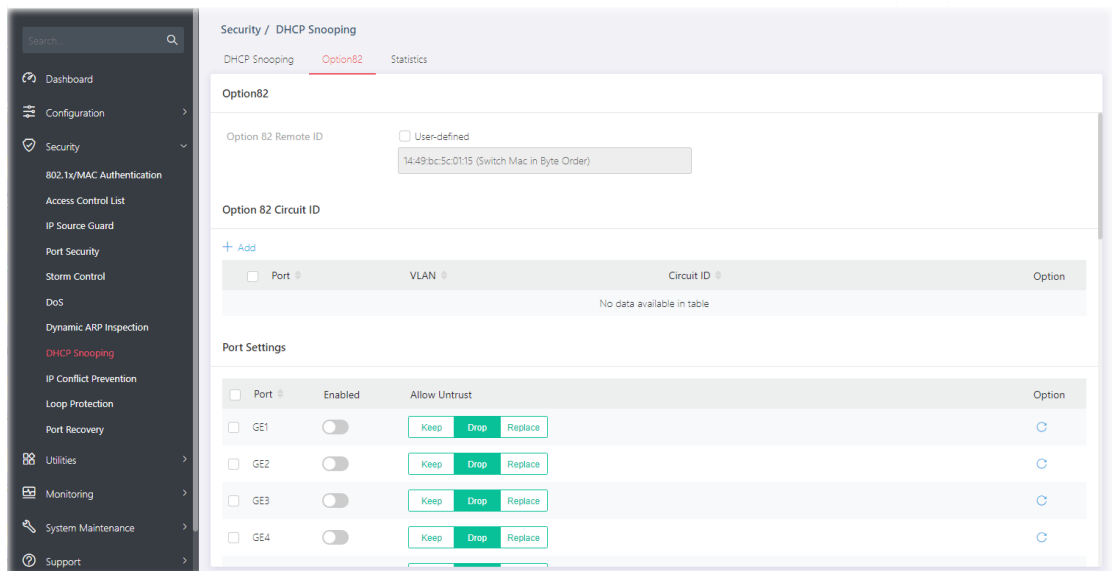 Search...
Dashboard
Configuration
Security
802.1x/MAC Authentication
Access Control List
IP Source Guard
Port Security
Storm Control
DoS
Dynamic ARP Inspection
DHCP Snooping
IP Conflict Prevention
Loop Protection
Port Recovery
Utilities
Monitoring
System Maintenance
Support
Security / DHCP Snooping
DHCP Snooping Option82 Statistics
Option82
Option 82 Remote ID User-defined
14:49:bc:5c:01:15 (Switch Mac in Byte Order)
Option 82 Circuit ID
+ Add
Port VLAN Circuit ID Option
No data available in table
Port Settings
Port Enabled Allow Untrust Option
GE1 Keep Drop Replace
GE2 Keep Drop Replace
GE3 Keep Drop Replace
GE4 Keep Drop Replace